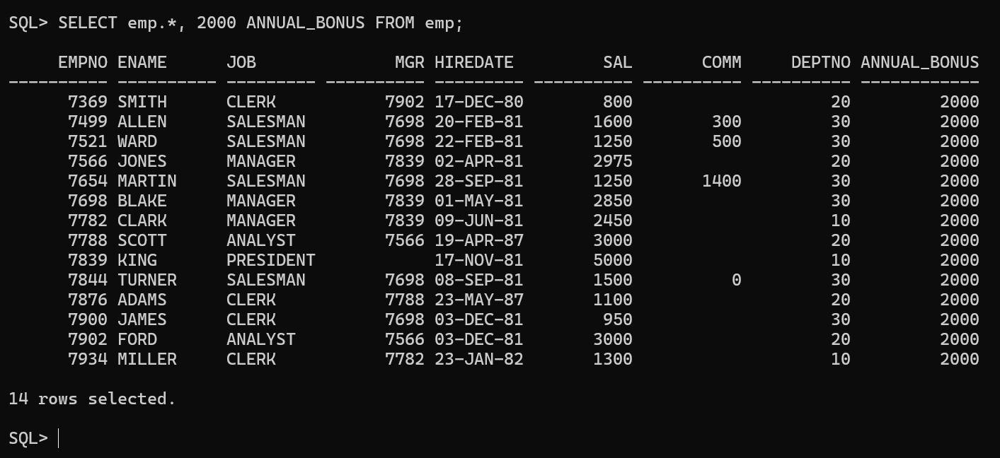 SQL> SELECT emp.*, 2000 ANNUAL_BONUS FROM emp;
     EMPNO ENAME      JOB              MGR HIREDATE         SAL       COMM     DEPTNO ANNUAL_BONUS
---------- ---------- --------- ---------- --------- ---------- ---------- ---------- ------------
      7369 SMITH      CLERK           7902 17-DEC-80        800                    20         2000
      7499 ALLEN      SALESMAN        7698 20-FEB-81       1600        300         30         2000
      7521 WARD       SALESMAN        7698 22-FEB-81       1250        500         30         2000
      7566 JONES      MANAGER         7839 02-APR-81       2975                    20         2000
      7654 MARTIN     SALESMAN        7698 28-SEP-81       1250       1400         30         2000
      7698 BLAKE      MANAGER         7839 01-MAY-81       2850                    30         2000
      7782 CLARK      MANAGER         7839 09-JUN-81       2450                    10         2000
      7788 SCOTT      ANALYST         7566 19-APR-87       3000                    20         2000
      7839 KING       PRESIDENT            17-NOV-81       5000                    10         2000
      7844 TURNER     SALESMAN        7698 08-SEP-81       1500          0         30         2000
      7876 ADAMS      CLERK           7788 23-MAY-87       1100                    20         2000
      7900 JAMES      CLERK           7698 03-DEC-81        950                    30         2000
      7902 FORD       ANALYST         7566 03-DEC-81       3000                    20         2000
      7934 MILLER     CLERK           7782 23-JAN-82       1300                    10         2000
14 rows selected.
SQL>